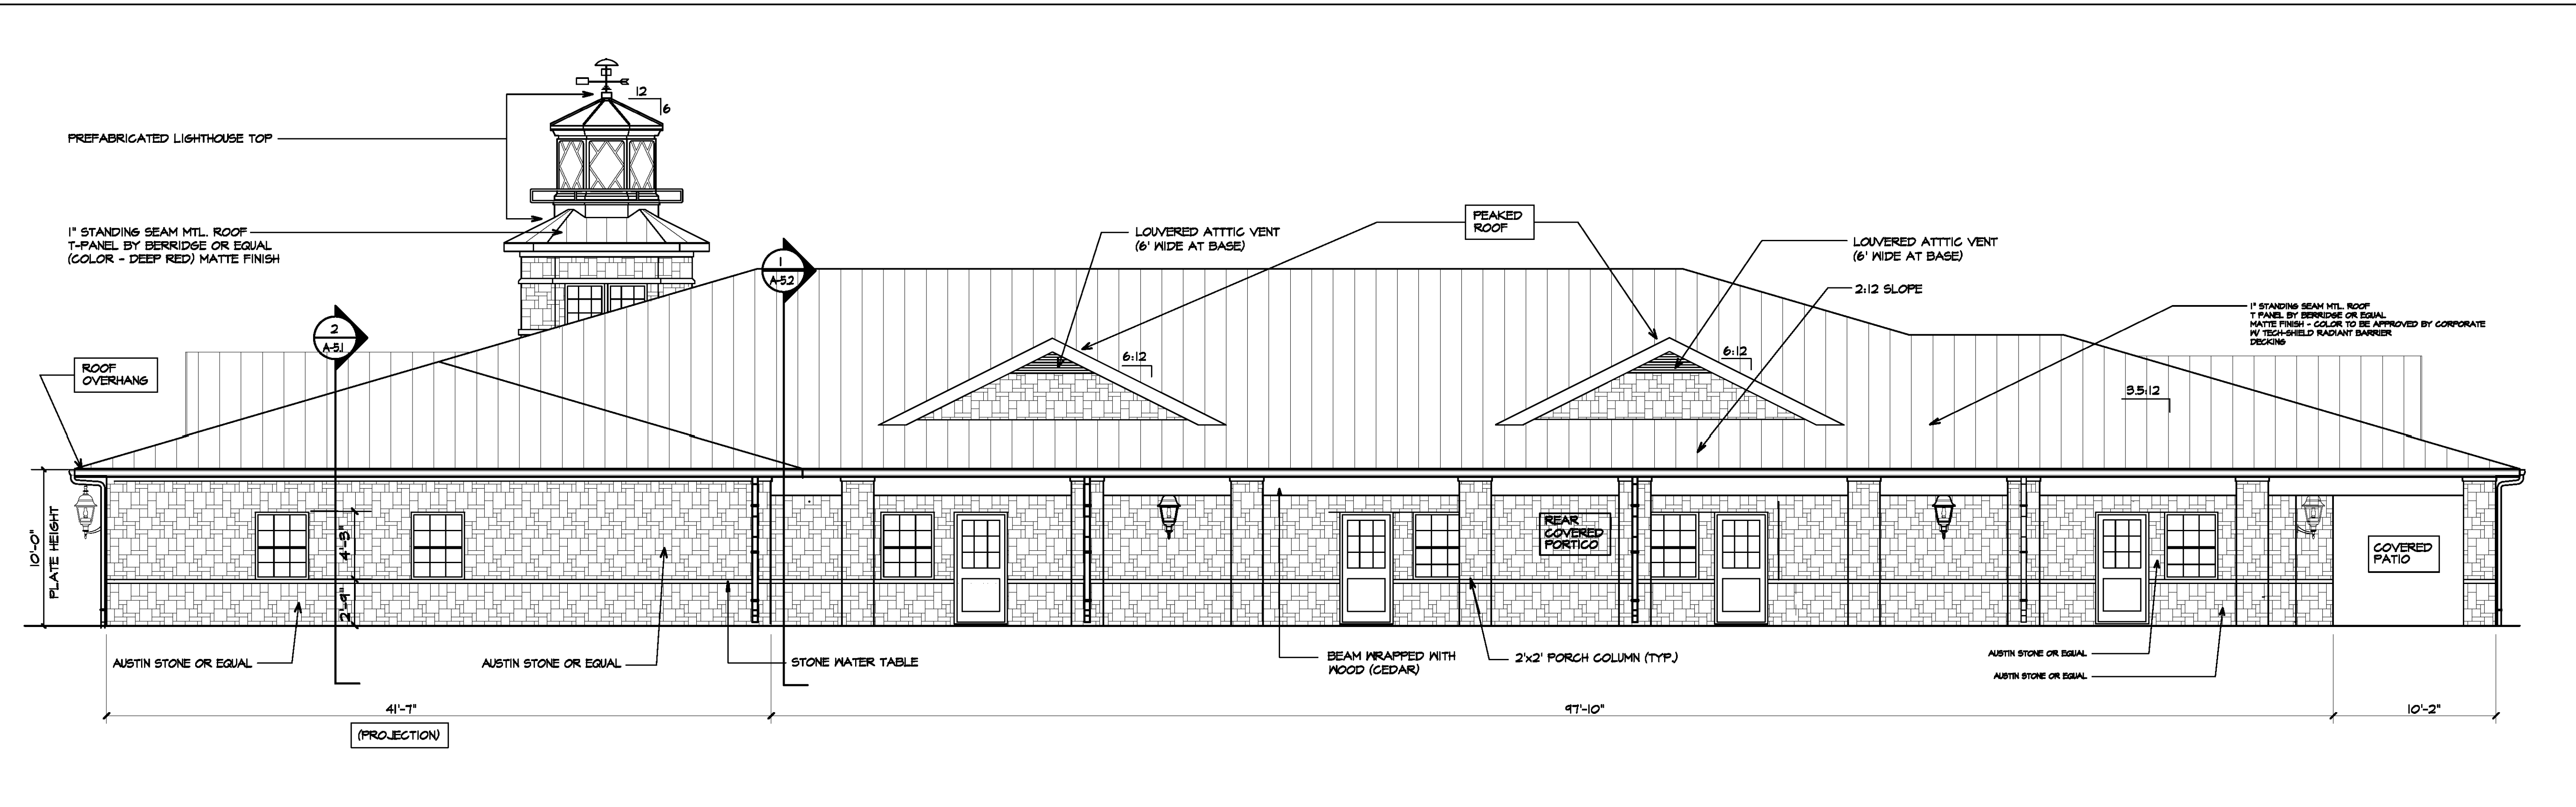 12
6
PREFABRICATED LIGHTHOUSE TOP
1" STANDING SEAM MTL. ROOF
T-PANEL BY BERRIDGE OR EQUAL
(COLOR - DEEP RED) MATTE FINISH
PEAKED
ROOF
LOUVERED ATTTIC VENT
(6' WIDE AT BASE)
LOUVERED ATTTIC VENT
(6' WIDE AT BASE)
1
A-5.2
2:12 SLOPE
1" STANDING SEAM MTL. ROOF
T PANEL BY BERRIDGE OR EQUAL
MATTE FINISH - COLOR TO BE APPROVED BY CORPORATE
W/ TECH-SHIELD RADIANT BARRIER
DECKING
2
A-5.1
6:12
6:12
ROOF
OVERHANG
3.5:12
10'-0"
PLATE HEIGHT
4'-3"
2'-9"
REAR
COVERED
PORTICO
COVERED
PATIO
AUSTIN STONE OR EQUAL
AUSTIN STONE OR EQUAL
STONE WATER TABLE
BEAM WRAPPED WITH
WOOD (CEDAR)
2'x2' PORCH COLUMN (TYP.)
AUSTIN STONE OR EQUAL
AUSTIN STONE OR EQUAL
41'-7"
97'-10"
10'-2"
(PROJECTION)